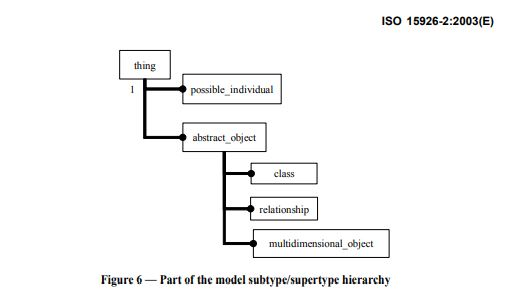 ISO 15926-2:2003(E)
thing
1
possible_individual
abstract_object
class
relationship
multidimensional_object
Figure 6 — Part of the model subtype/supertype hierarchy